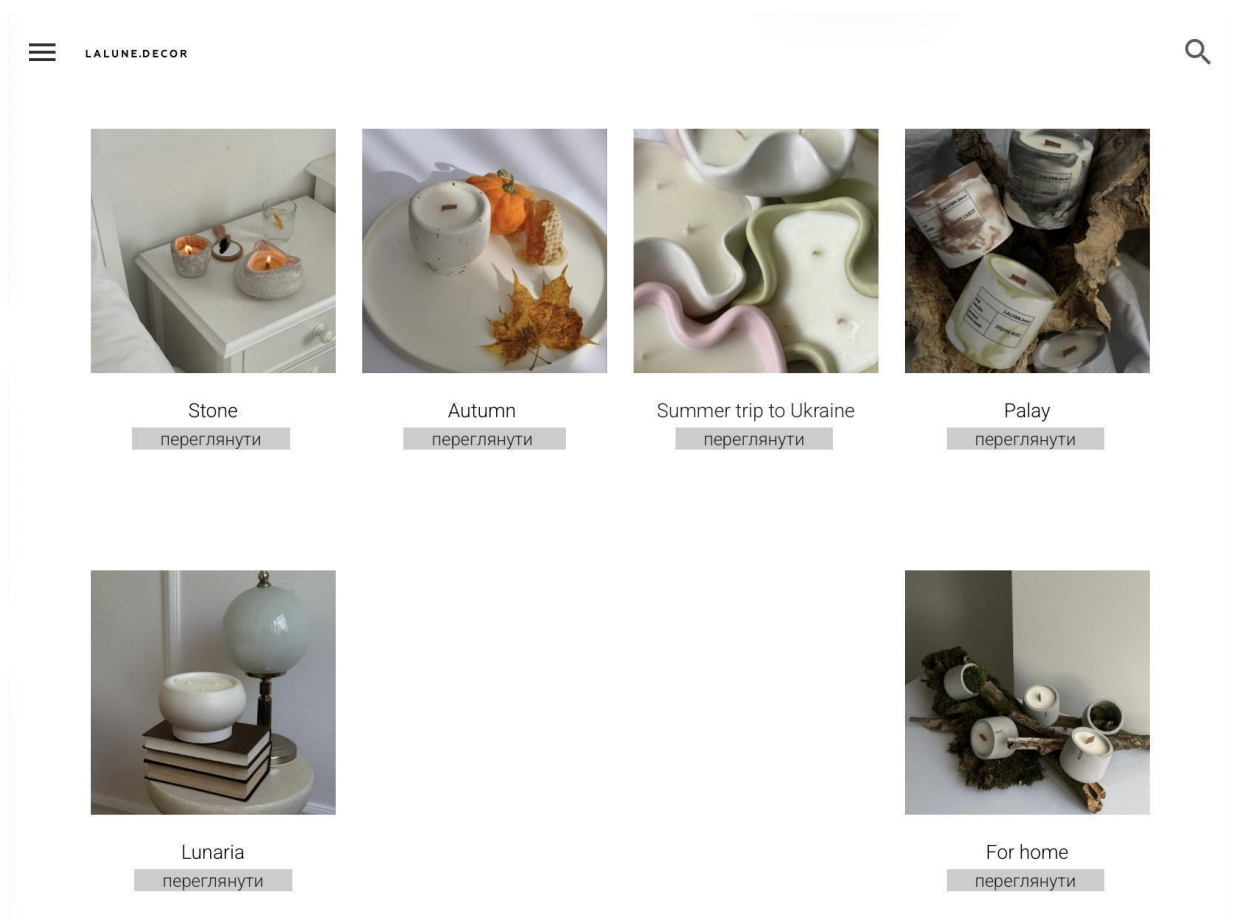 LALUNE.DECOR
Stone
переглянути
Autumn
переглянути
Summer trip to Ukraine
переглянути
Palay
переглянути
Lunaria
переглянути
For home
переглянути